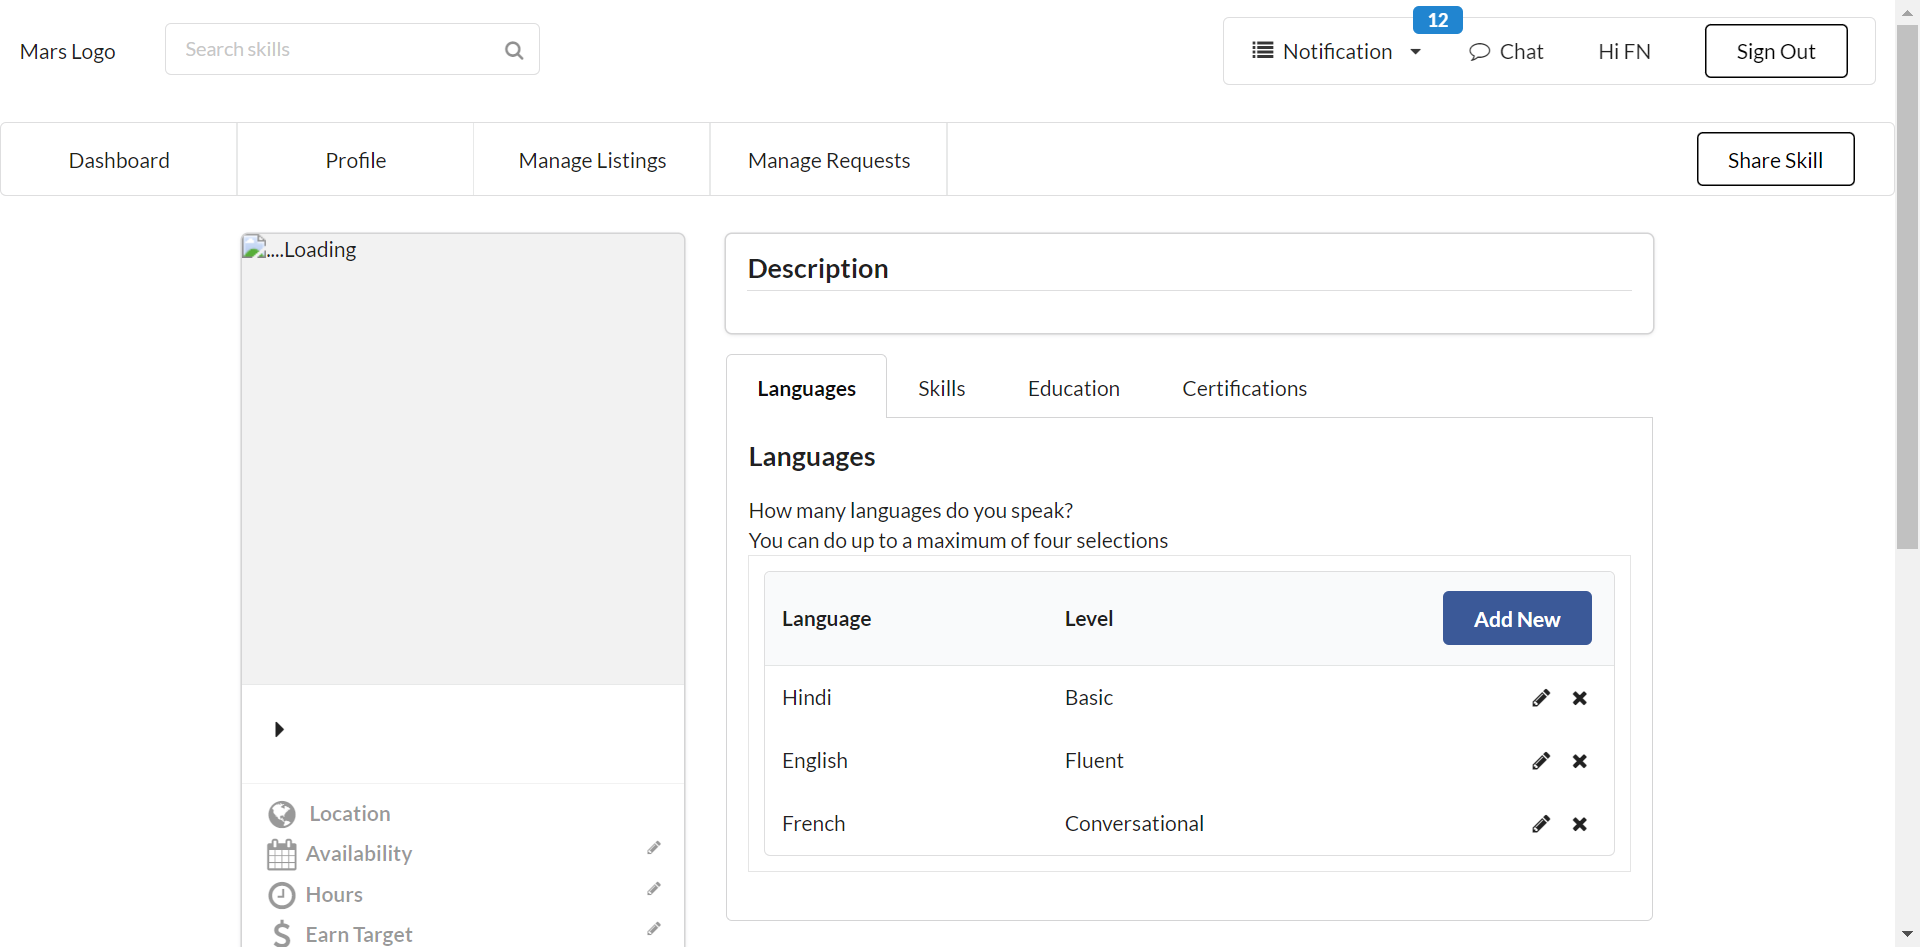 Mars Logo
Search skills
Notification
12
Chat
Hi FN
Sign Out
Dashboard
Profile
Manage Listings
Manage Requests
Share Skill
....Loading
Location
Availability
Hours
Earn Target
Description
Languages
Skills
Education
Certifications
Languages
How many languages do you speak?
You can do up to a maximum of four selections
Language Level Add New
Hindi Basic
English Fluent
French Conversational